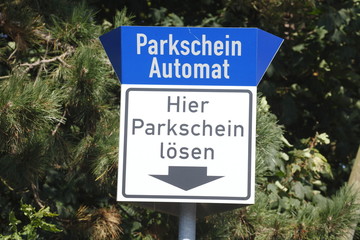 Parkschein
Automat
Hier
Parkschein
lösen